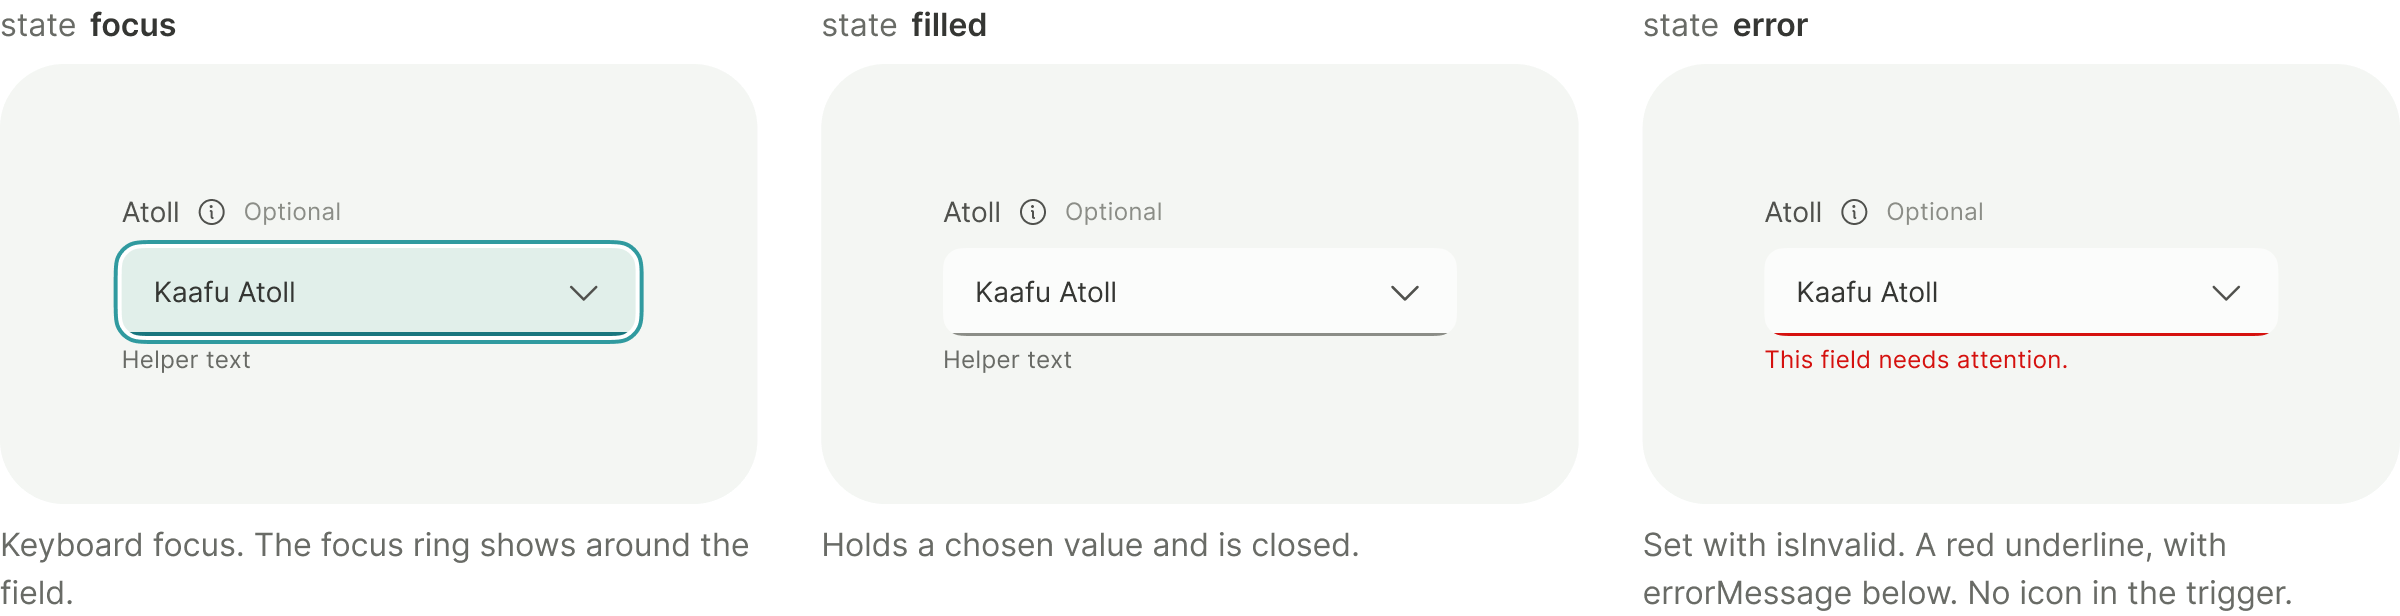 state focus
Atoll Optional
Kaafu Atoll
Helper text
Keyboard focus. The focus ring shows around the
field.
state filled
Atoll Optional
Kaafu Atoll
Helper text
Holds a chosen value and is closed.
state error
Atoll Optional
Kaafu Atoll
This field needs attention.
Set with isInvalid. A red underline, with
errorMessage below. No icon in the trigger.